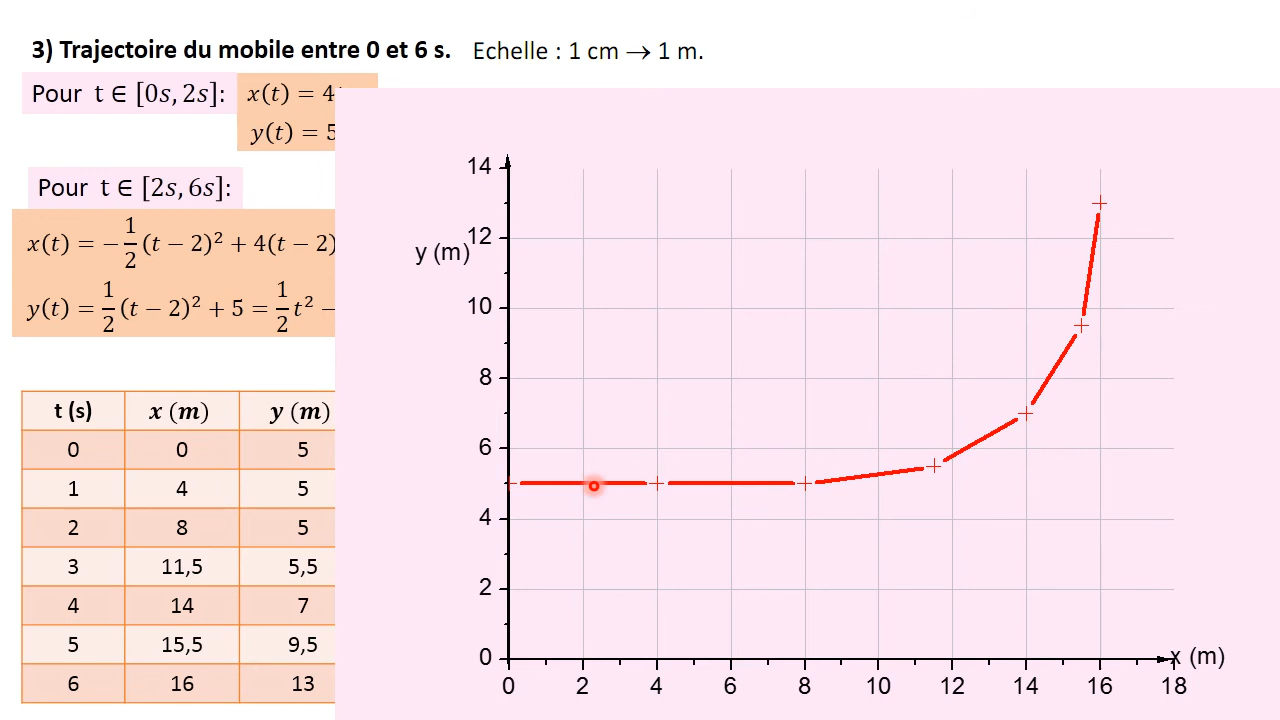 3) Trajectoire du mobile entre 0 et 6 s. Echelle : 1 cm → 1 m.
Pour t ∈ [0s, 2s]: x(t) = 4
y(t) = 5
Pour t ∈ [2s, 6s]:
x(t) = −1/2 (t − 2)² + 4(t − 2)
y(t) = 1/2 (t − 2)² + 5 = 1/2 t² −
t (s) x (m) y (m)
0 0 5
1 4 5
2 8 5
3 11,5 5,5
4 14 7
5 15,5 9,5
6 16 13
14
12
y (m)
10
8
6
4
2
0
x (m)
0 2 4 6 8 10 12 14 16 18